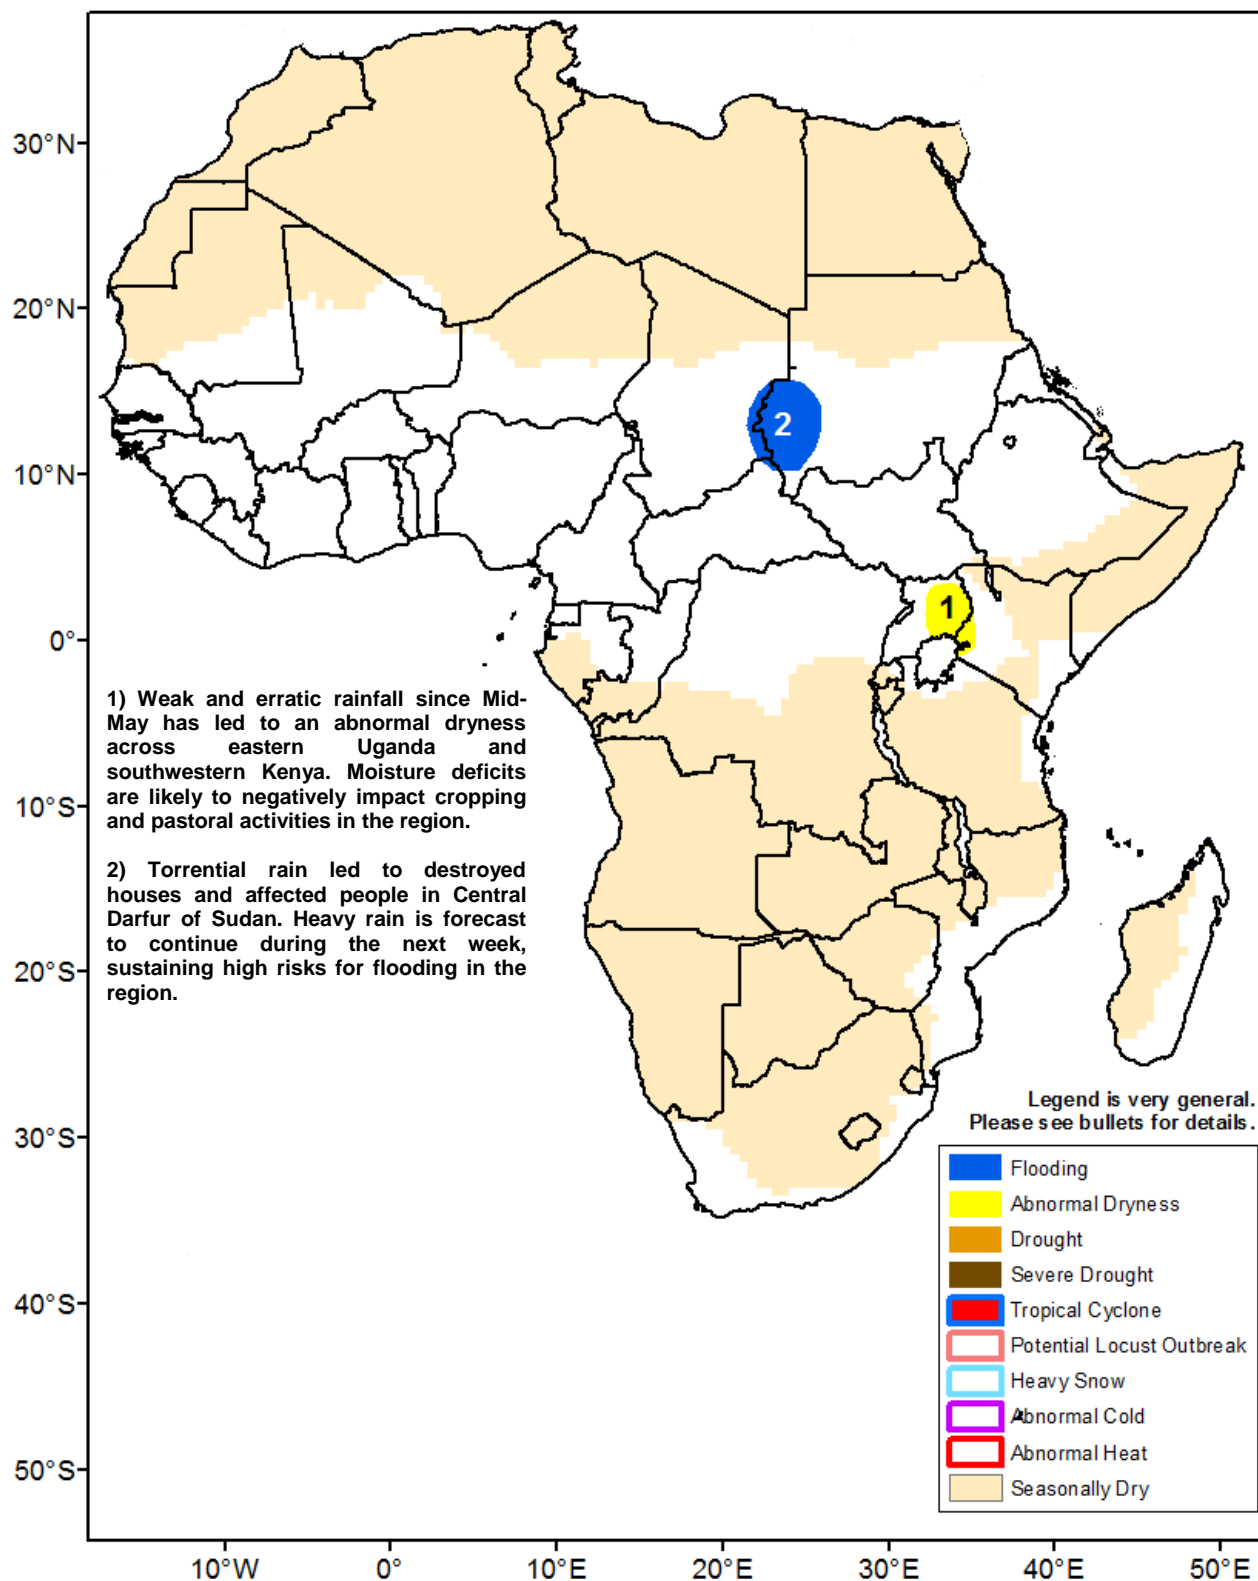 30°N
20°N
10°N
0°
10°S
20°S
30°S
40°S
50°S
2
1
1) Weak and erratic rainfall since Mid-
May has led to an abnormal dryness
across eastern Uganda and
southwestern Kenya. Moisture deficits
are likely to negatively impact cropping
and pastoral activities in the region.
2) Torrential rain led to destroyed
houses and affected people in Central
Darfur of Sudan. Heavy rain is forecast
to continue during the next week,
sustaining high risks for flooding in the
region.
Legend is very general.
Please see bullets for details.
Flooding
Abnormal Dryness
Drought
Severe Drought
Tropical Cyclone
Potential Locust Outbreak
Heavy Snow
Abnormal Cold
Abnormal Heat
Seasonally Dry
10°W 0° 10°E 20°E 30°E 40°E 50°E